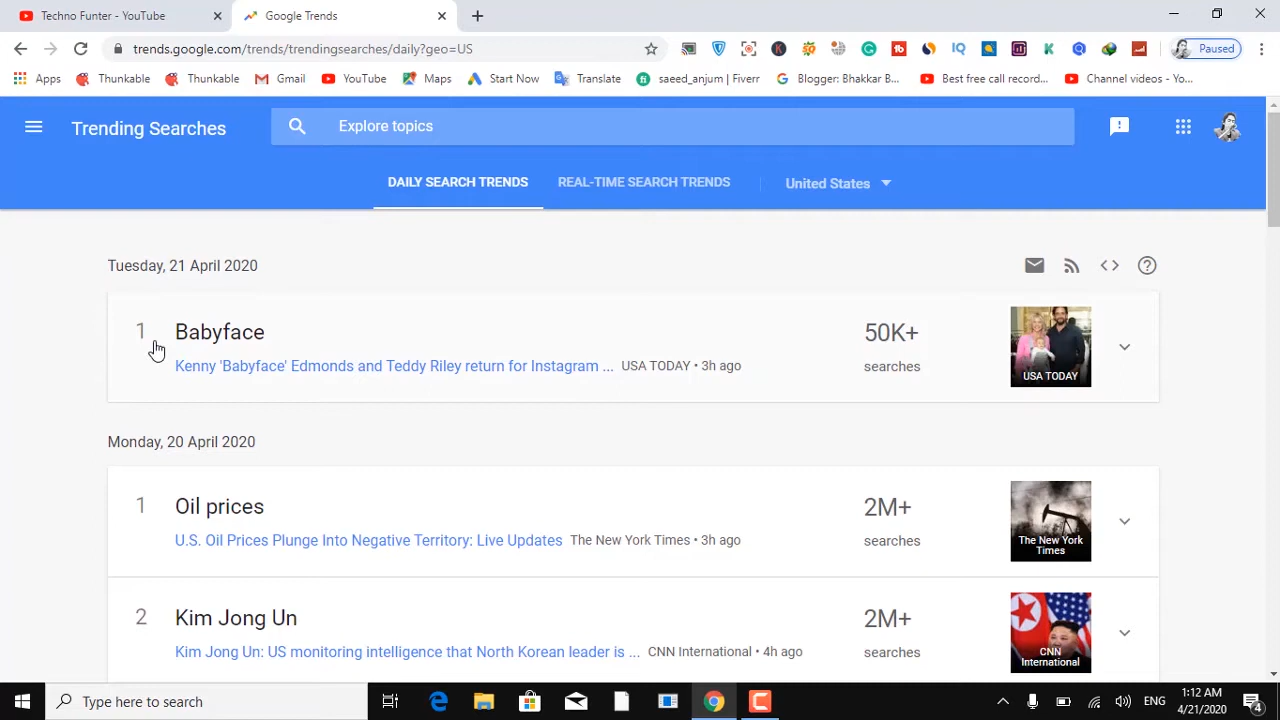 Techno Funter - YouTube
Google Trends
trends.google.com/trends/trendingsearches/daily?geo=US
IQ
Paused
Apps
Thunkable
Thunkable
Gmail
YouTube
Maps
Start Now
Translate
saeed_anjum | Fiverr
Blogger: Bhakkar B...
Best free call record...
Channel videos - Yo...
Trending Searches
Explore topics
DAILY SEARCH TRENDS
REAL-TIME SEARCH TRENDS
United States
Tuesday, 21 April 2020
1
Babyface
50K+
Kenny 'Babyface' Edmonds and Teddy Riley return for Instagram ...
USA TODAY • 3h ago
searches
USA TODAY
Monday, 20 April 2020
1
Oil prices
2M+
U.S. Oil Prices Plunge Into Negative Territory: Live Updates
The New York Times • 3h ago
searches
The New York
Times
2
Kim Jong Un
2M+
Kim Jong Un: US monitoring intelligence that North Korean leader is ...
CNN International • 4h ago
searches
CNN
International
Type here to search
ENG
1:12 AM
4/21/2020
4